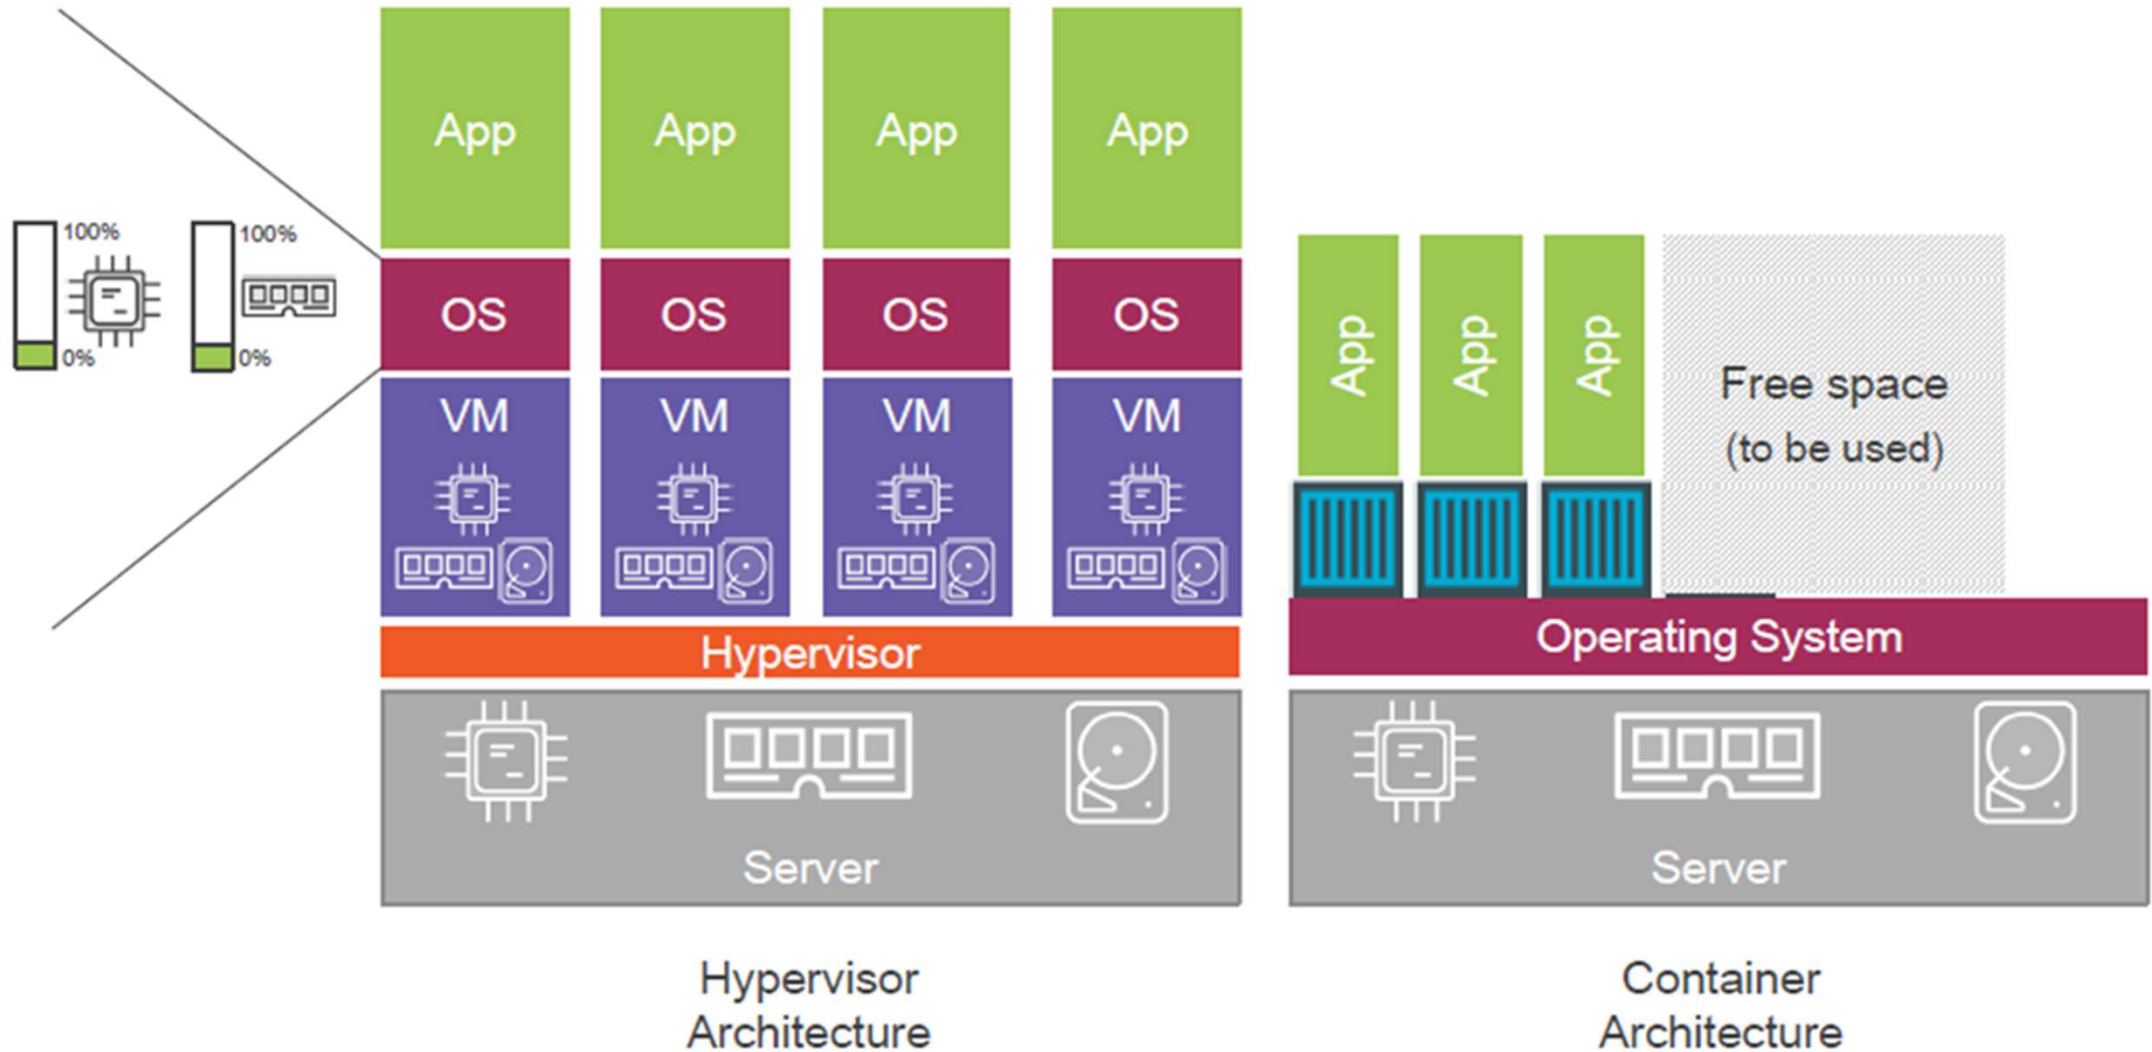 App App App App
100% 100%
0% 0%
OS OS OS OS
VM VM VM VM
Hypervisor
Server
Hypervisor
Architecture
App App App
Free space
(to be used)
Operating System
Server
Container
Architecture